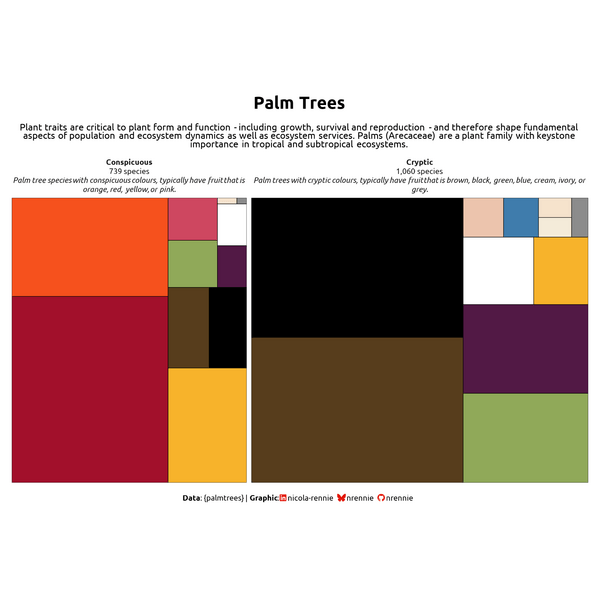 Palm Trees
Plant traits are critical to plant form and function - including growth, survival and reproduction - and therefore shape fundamental
aspects of population and ecosystem dynamics as well as ecosystem services. Palms (Arecaceae) are a plant family with keystone
importance in tropical and subtropical ecosystems.
Conspicuous
739 species
Palm tree species with conspicuous colours, typically have fruit that is
orange, red, yellow, or pink.
Cryptic
1,060 species
Palm trees with cryptic colours, typically have fruit that is brown, black, green, blue, cream, ivory, or
grey.
Data: {palmtrees} | Graphic: nicola-rennie nrennie nrennie